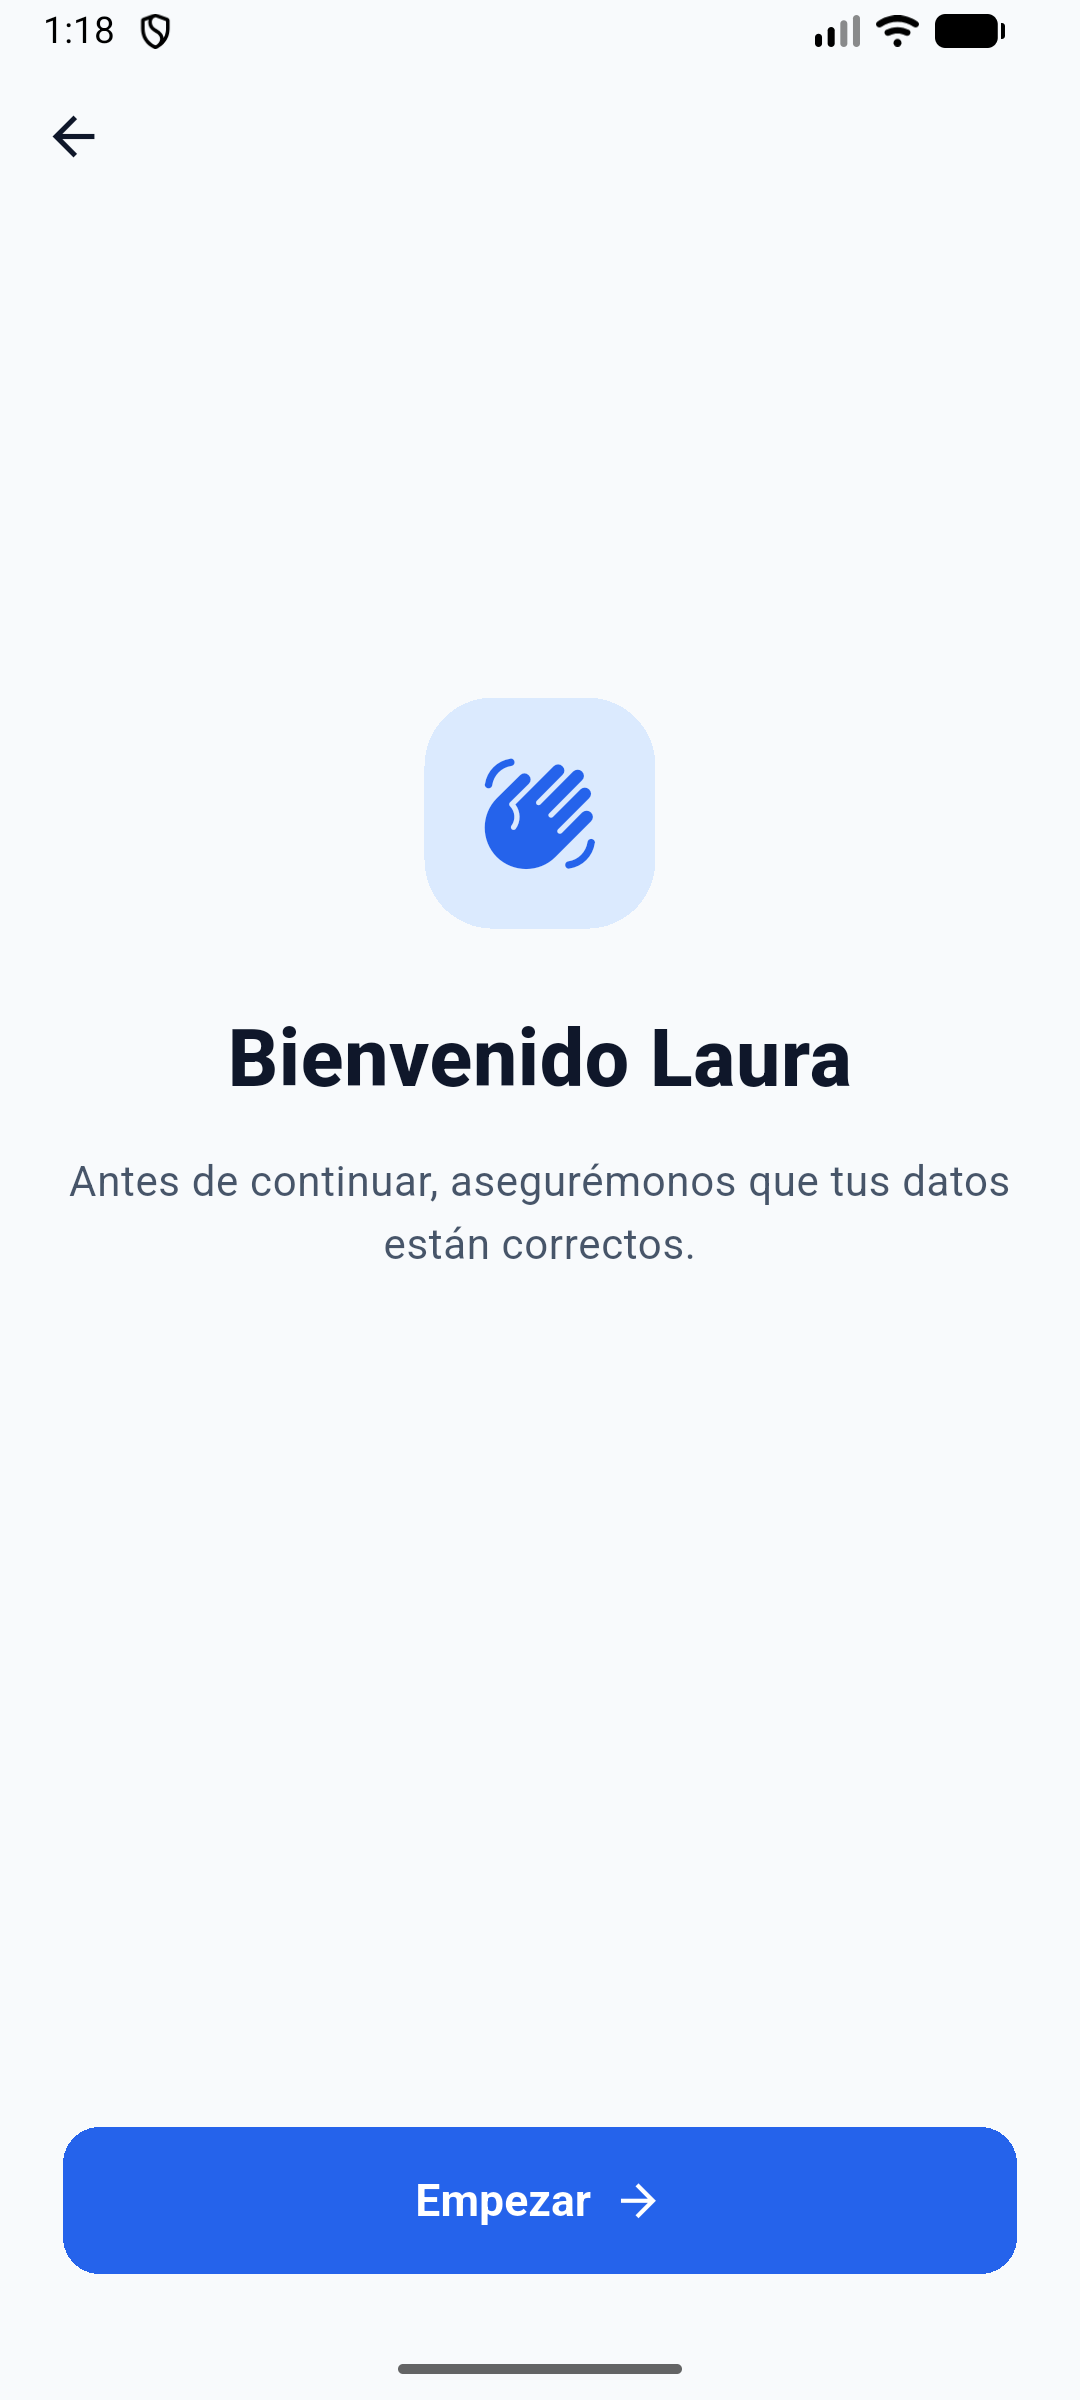 1:18
Bienvenido Laura
Antes de continuar, asegurémonos que tus datos
están correctos.
Empezar